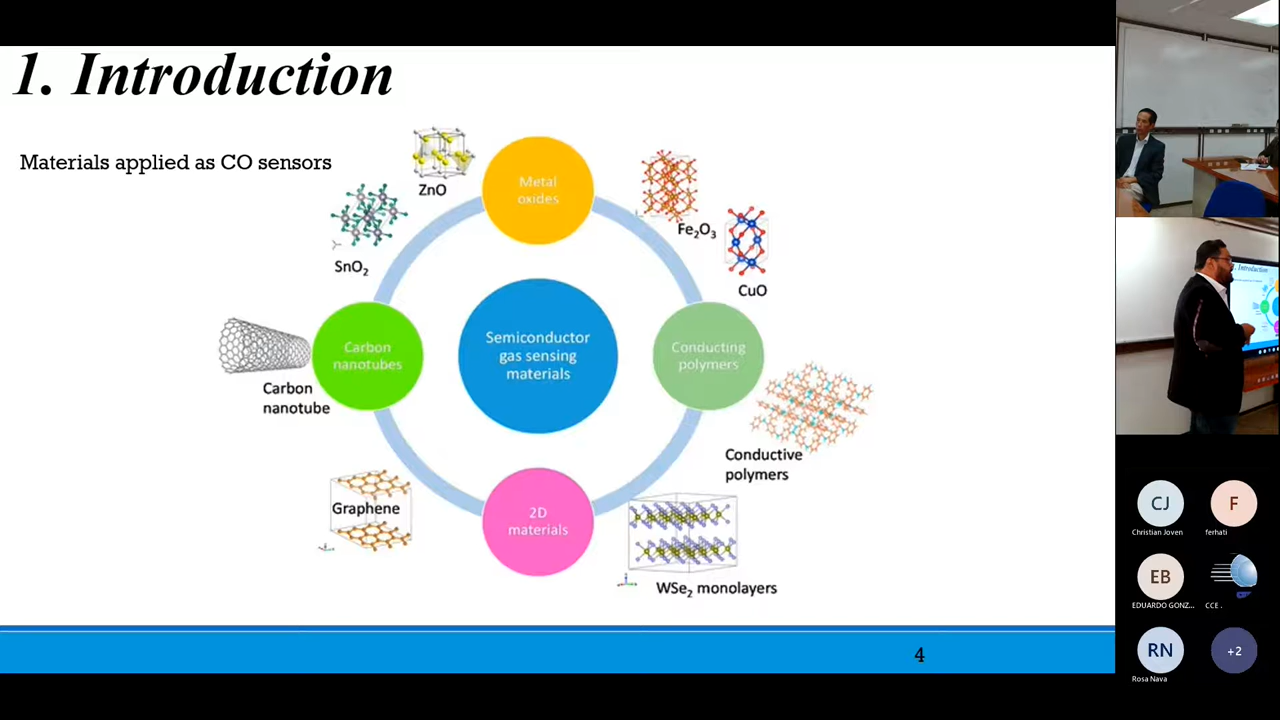 1. Introduction
Materials applied as CO sensors
ZnO
Metal
oxides
Fe₂O₃
SnO₂
CuO
Carbon
nanotubes
Semiconductor
gas sensing
materials
Conducting
polymers
Carbon
nanotube
Conductive
polymers
Graphene
2D
materials
WSe₂ monolayers
4
Introduction
CJ
Christian Joven
F
ferhati
EB
EDUARDO GONZ...
CCE .
RN
Rosa Nava
+2